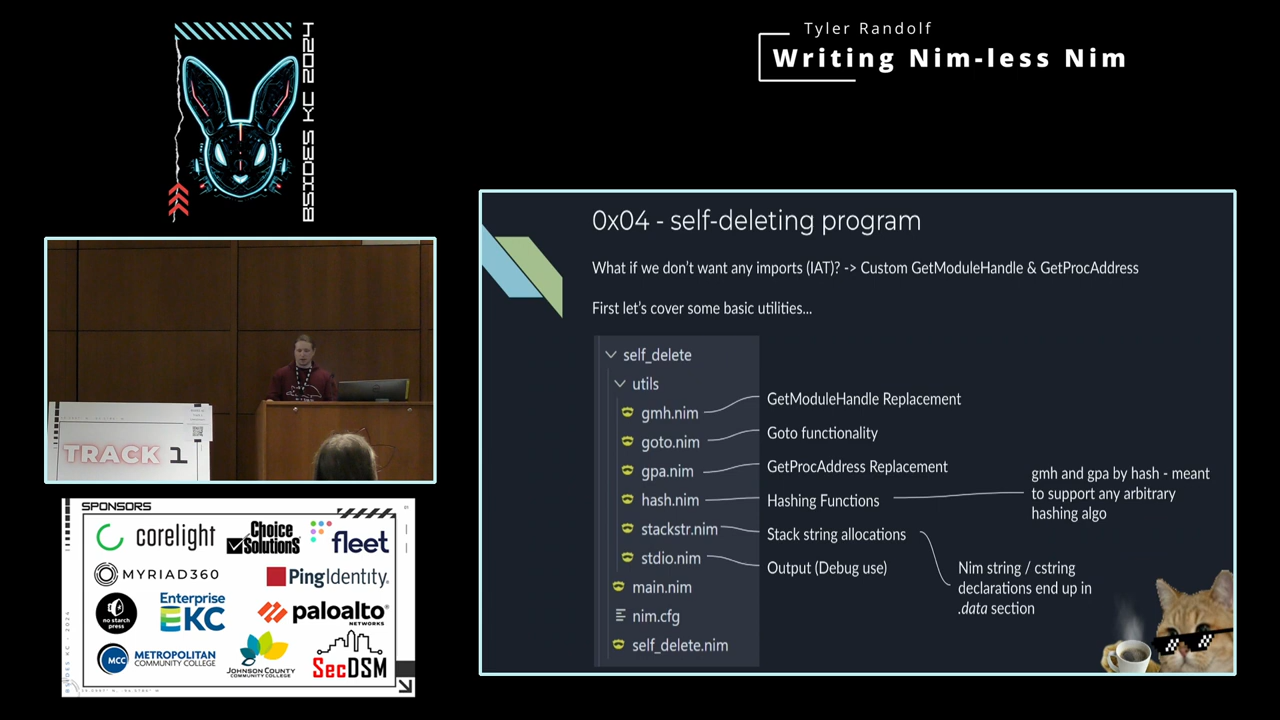 Tyler Randolf
Writing Nim-less Nim
BSIDES KC 2024
TRACK 1
SPONSORS
corelight
Choice Solutions
fleet
MYRIAD360
PingIdentity
no starch press
Enterprise KC
paloalto NETWORKS
MCC METROPOLITAN COMMUNITY COLLEGE
JOHNSON COUNTY COMMUNITY COLLEGE
SecDSM
0x04 - self-deleting program
What if we don't want any imports (IAT)? -> Custom GetModuleHandle & GetProcAddress
First let's cover some basic utilities...
self_delete
utils
gmh.nim
GetModuleHandle Replacement
goto.nim
Goto functionality
gpa.nim
GetProcAddress Replacement
hash.nim
Hashing Functions
gmh and gpa by hash - meant
to support any arbitrary
hashing algo
stackstr.nim
Stack string allocations
stdio.nim
Output (Debug use)
Nim string / cstring
declarations end up in
.data section
main.nim
nim.cfg
self_delete.nim